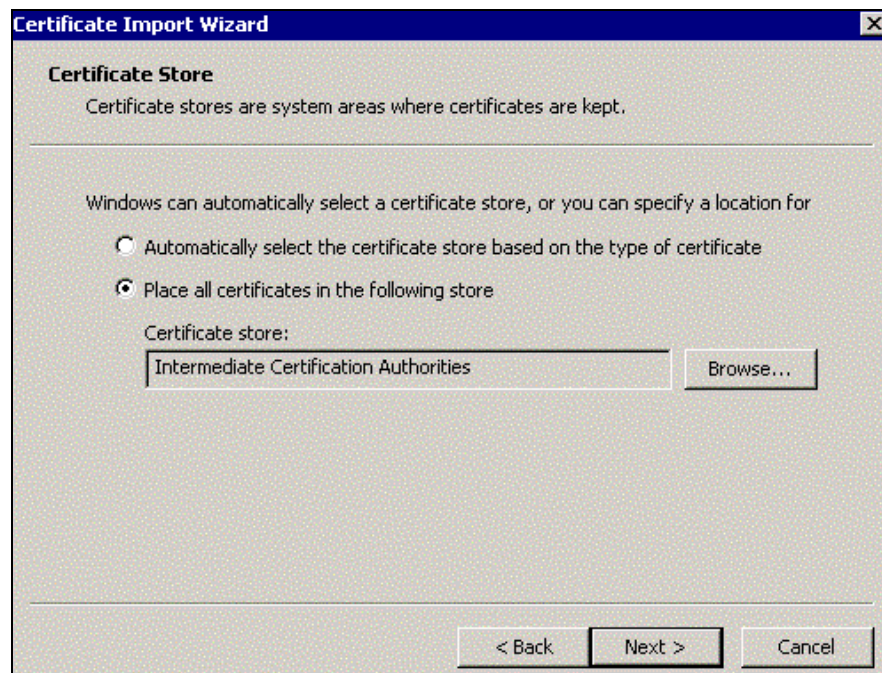 Certificate Import Wizard
Certificate Store
Certificate stores are system areas where certificates are kept.
Windows can automatically select a certificate store, or you can specify a location for
Automatically select the certificate store based on the type of certificate
Place all certificates in the following store
Certificate store:
Intermediate Certification Authorities
Browse...
< Back
Next >
Cancel